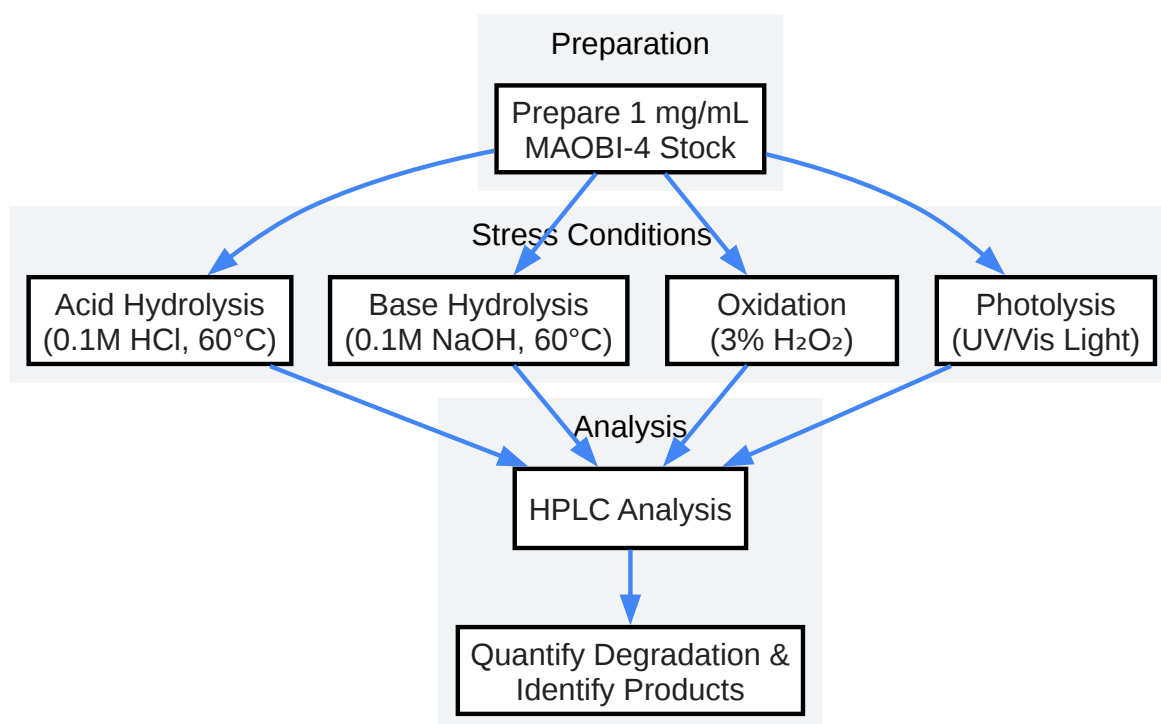 Preparation
Prepare 1 mg/mL
MAOBI-4 Stock
Stress Conditions
Acid Hydrolysis
(0.1M HCl, 60°C)
Base Hydrolysis
(0.1M NaOH, 60°C)
Oxidation
(3% H₂O₂)
Photolysis
(UV/Vis Light)
Analysis
HPLC Analysis
Quantify Degradation &
Identify Products